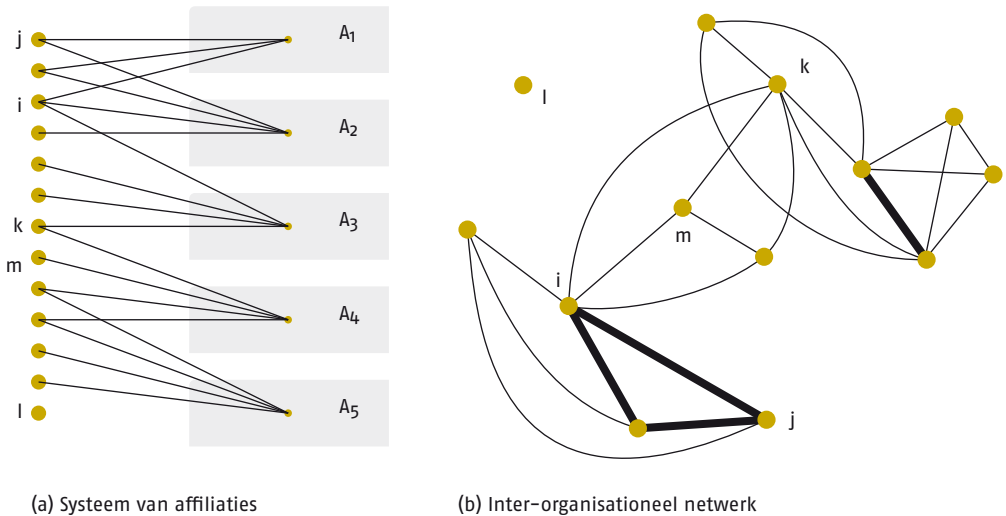 j
i
k
m
l
A1
A2
A3
A4
A5
l
k
m
i
j
(a) Systeem van affiliaties
(b) Inter-organisationeel netwerk